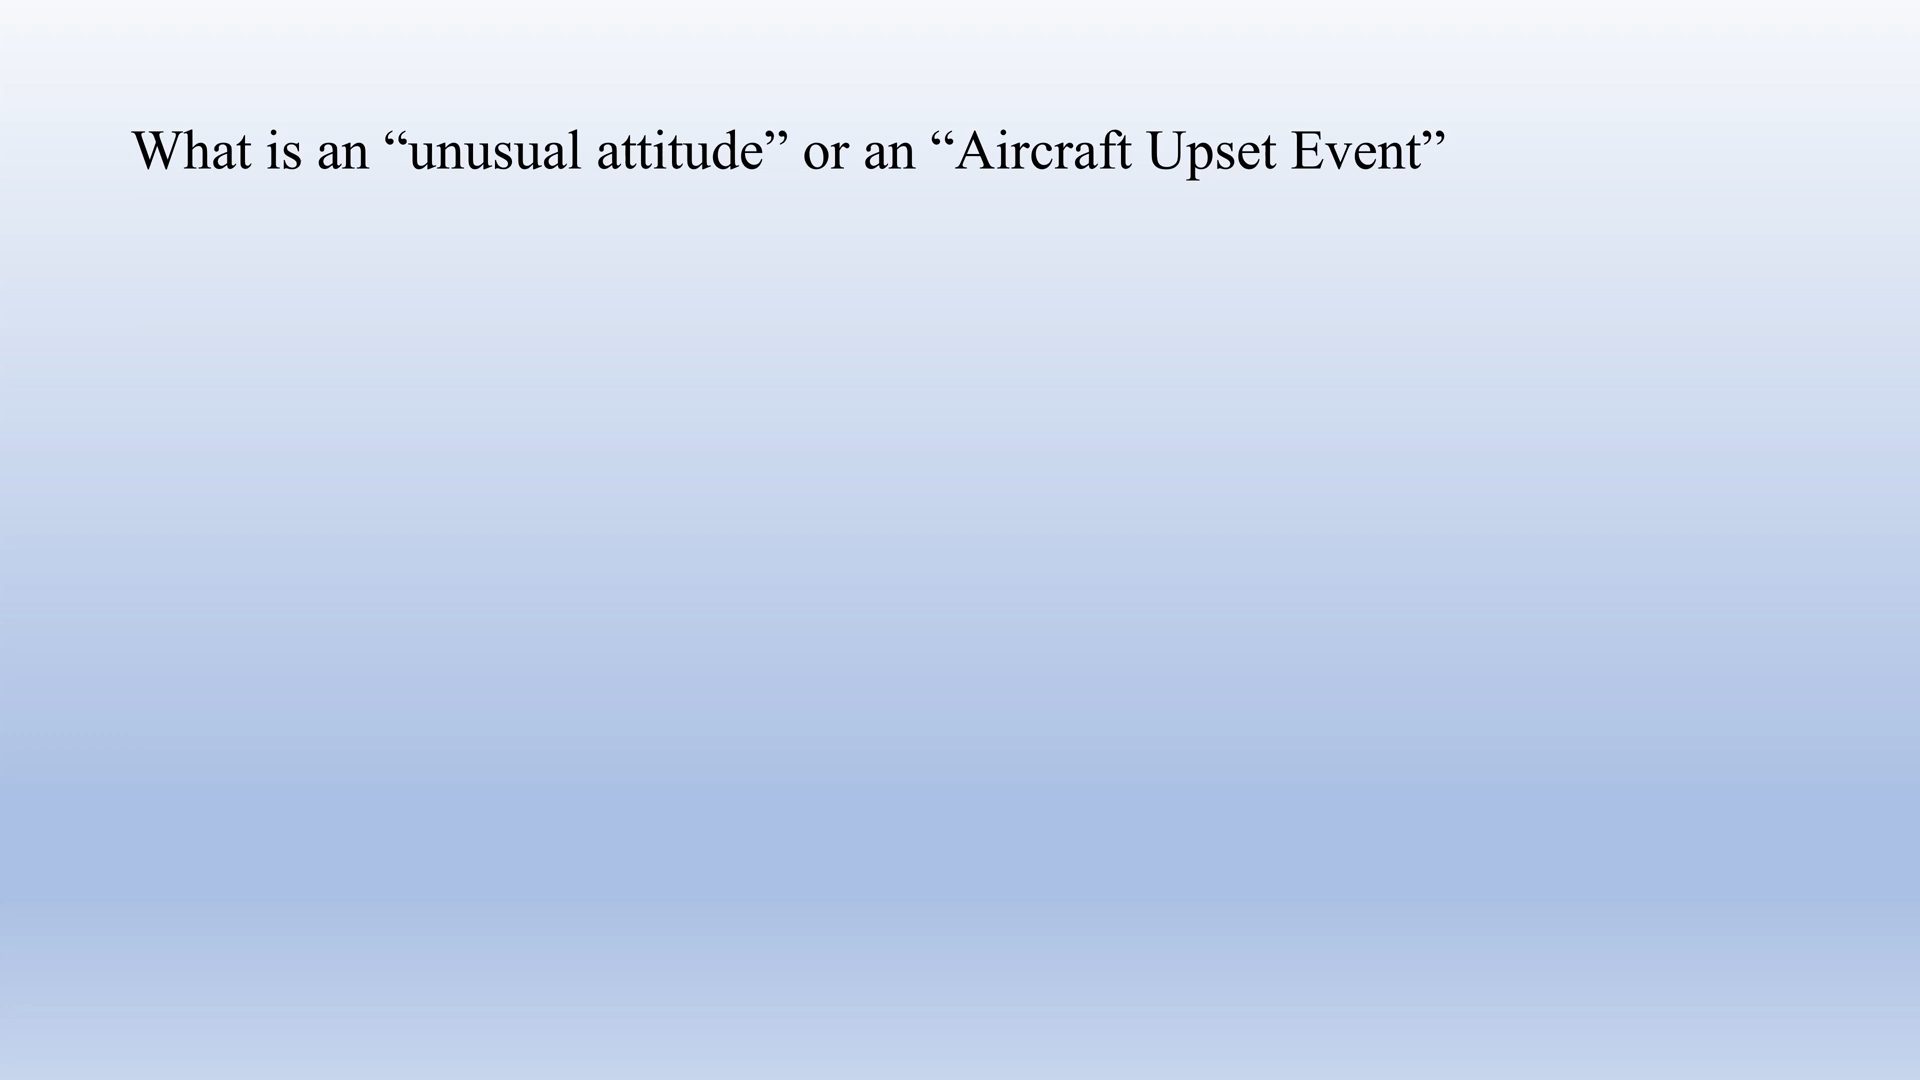 What is an “unusual attitude” or an “Aircraft Upset Event”